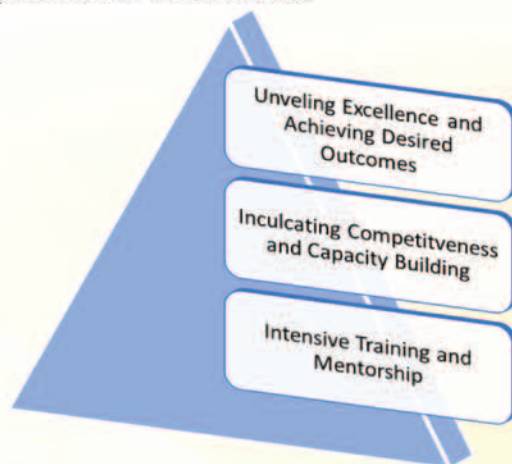 Unveling Excellence and
Achieving Desired
Outcomes
Inculcating Competitveness
and Capacity Building
Intensive Training and
Mentorship